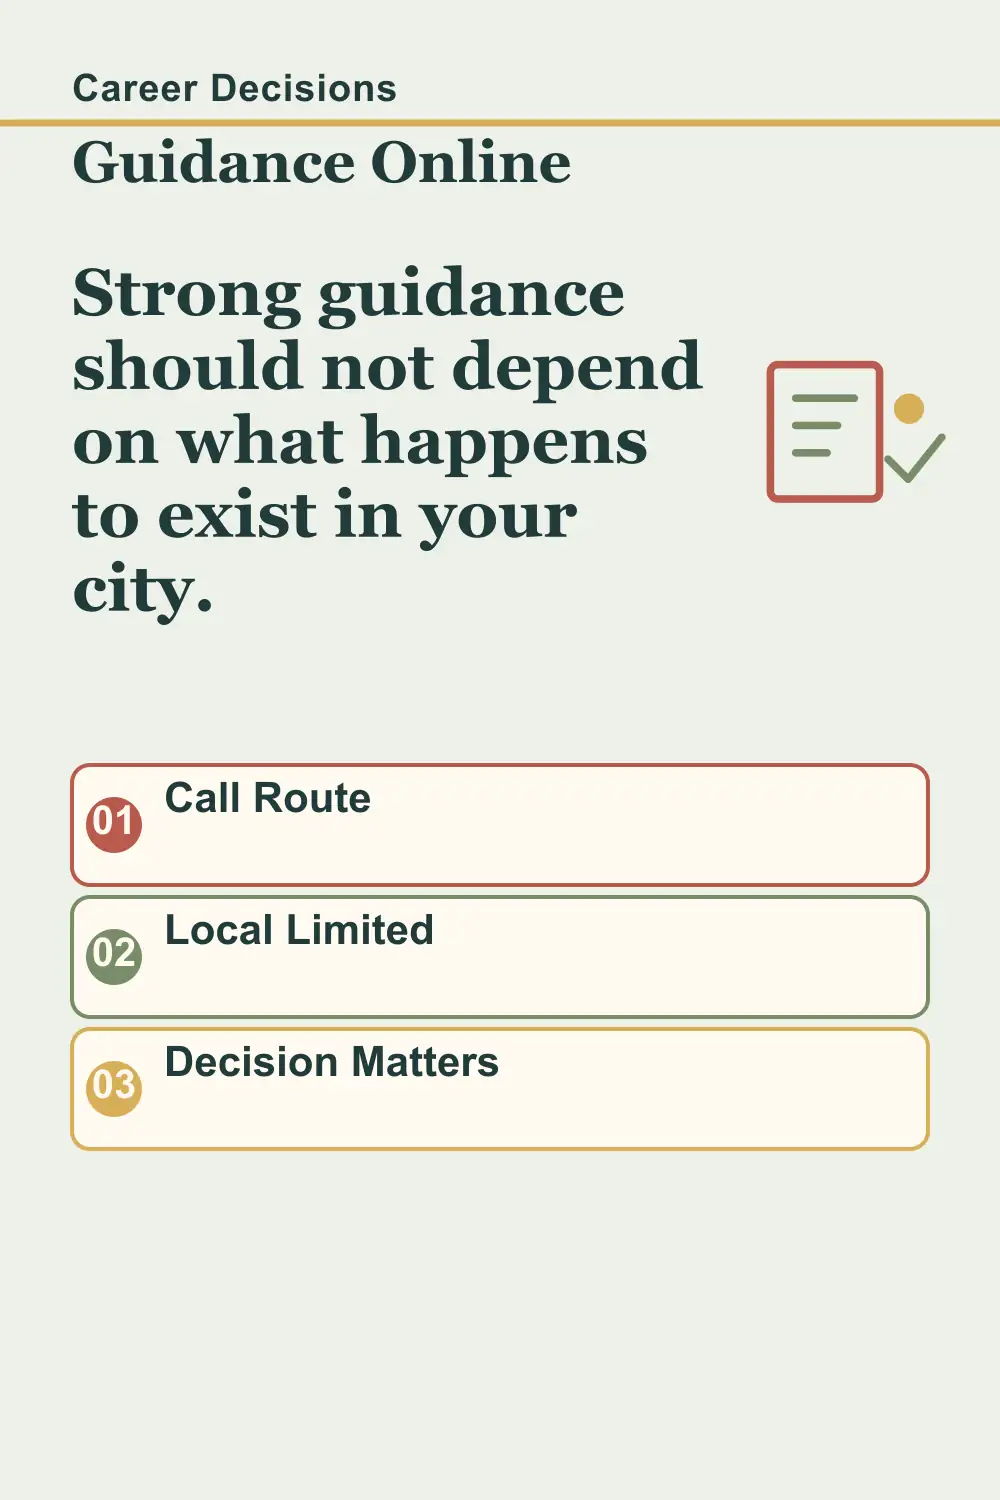 Career Decisions
Guidance Online
Strong guidance
should not depend
on what happens
to exist in your
city.
01
Call Route
02
Local Limited
03
Decision Matters